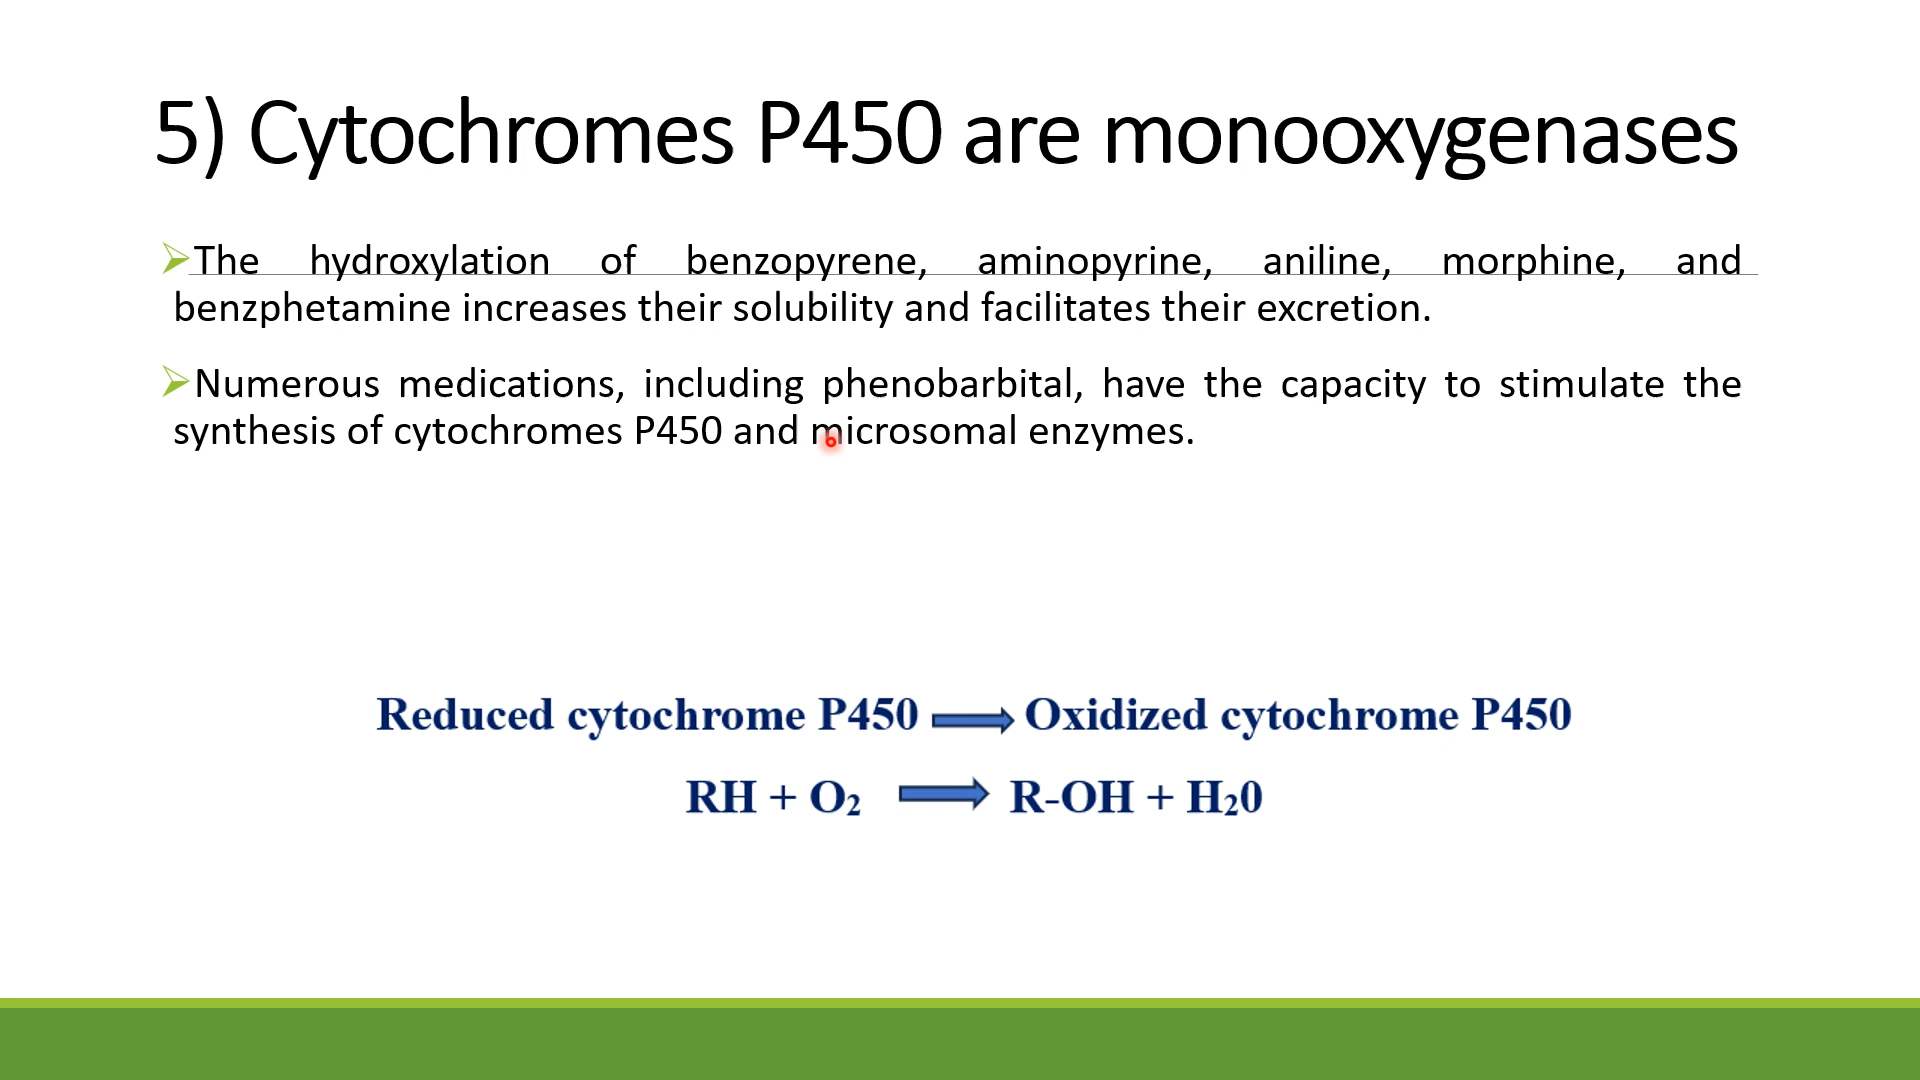 5) Cytochromes P450 are monooxygenases
The hydroxylation of benzopyrene, aminopyrine, aniline, morphine, and
benzphetamine increases their solubility and facilitates their excretion.
Numerous medications, including phenobarbital, have the capacity to stimulate the
synthesis of cytochromes P450 and microsomal enzymes.
Reduced cytochrome P450 ⟹ Oxidized cytochrome P450
RH + O₂ ⟹ R-OH + H₂0